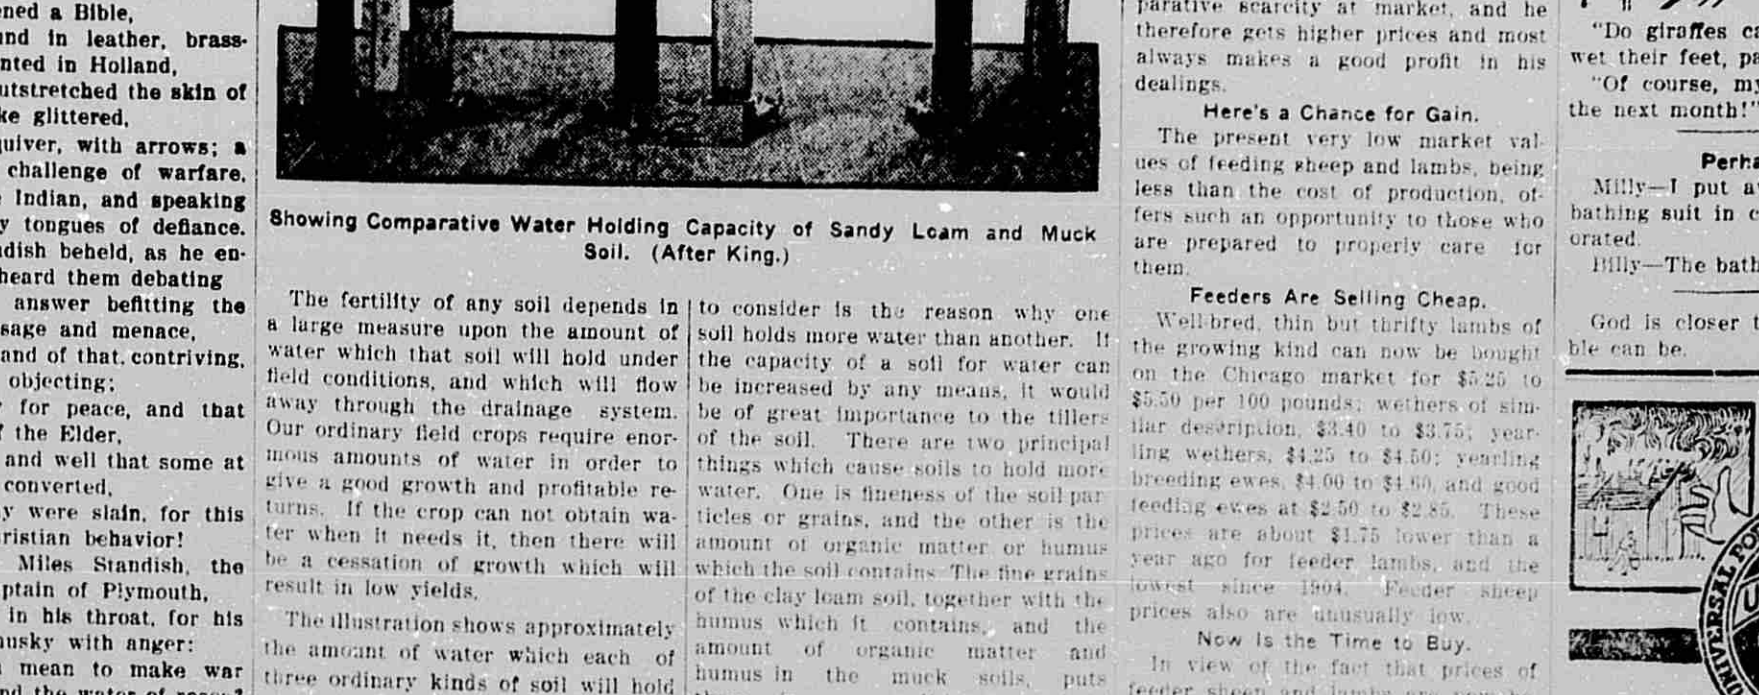 ened a Bible,
und in leather, brass-
nted in Holland,
utstretched the skin of
ke glittered,
quiver, with arrows; a
challenge of warfare,
Indian, and speaking
y tongues of defiance.
ndish beheld, as he en-
heard them debating
answer befitting the
sage and menace,
and of that, contriving,
objecting;
for peace, and that
f the Elder,
and well that some at
converted,
y were slain, for this
ristian behavior!
Miles Standish, the
ptain of Plymouth,
in his throat, for his
husky with anger:
mean to make war
Showing Comparative Water Holding Capacity of Sandy Loam and Muck
Soil. (After King.)
The fertility of any soil depends in
a large measure upon the amount of
water which that soil will hold under
field conditions, and which will flow
away through the drainage system.
Our ordinary field crops require enor-
mous amounts of water in order to
give a good growth and profitable re-
turns. If the crop can not obtain wa-
ter when it needs it, then there will
be a cessation of growth which will
result in low yields.
The illustration shows approximately
the amount of water which each of
three ordinary kinds of soil will hold
to consider is the reason why one
soil holds more water than another. If
the capacity of a soil for water can
be increased by any means, it would
be of great importance to the tillers
of the soil. There are two principal
things which cause soils to hold more
water. One is fineness of the soil par
ticles or grains, and the other is the
amount of organic matter or humus
which the soil contains The fine grains
of the clay loam soil, together with the
humus which it contains, and the
amount of organic matter and
humus in the muck soils, puts
parative scarcity at market, and he
therefore gets higher prices and most
always makes a good profit in his
dealings.
Here's a Chance for Gain.
The present very low market val-
ues of feeding sheep and lambs, being
less than the cost of production, of-
fers such an opportunity to those who
are prepared to properly care for
them.
Feeders Are Selling Cheap.
Well-bred, thin but thrifty lambs of
the growing kind can now be bought
on the Chicago market for $5.25 to
$5.50 per 100 pounds; wethers of sim-
ilar description, $3.40 to $3.75; year-
ling wethers, $4.25 to $4.50; yearling
breeding ewes, $4.00 to $4.60, and good
feeding ewes at $2.50 to $2.85. These
prices are about $1.75 lower than a
year ago for feeder lambs, and the
lowest since 1904. Feeder sheep
prices also are unusually low.
Now Is the Time to Buy.
In view of the fact that prices of
feeder sheep and lambs are
"Do giraffes ca
wet their feet, pa
"Of course, my
the next month!"
Perha
Milly—I put a
bathing suit in c
orated.
Billy—The bath
God is closer t
ble can be.
UNIVERSAL POR